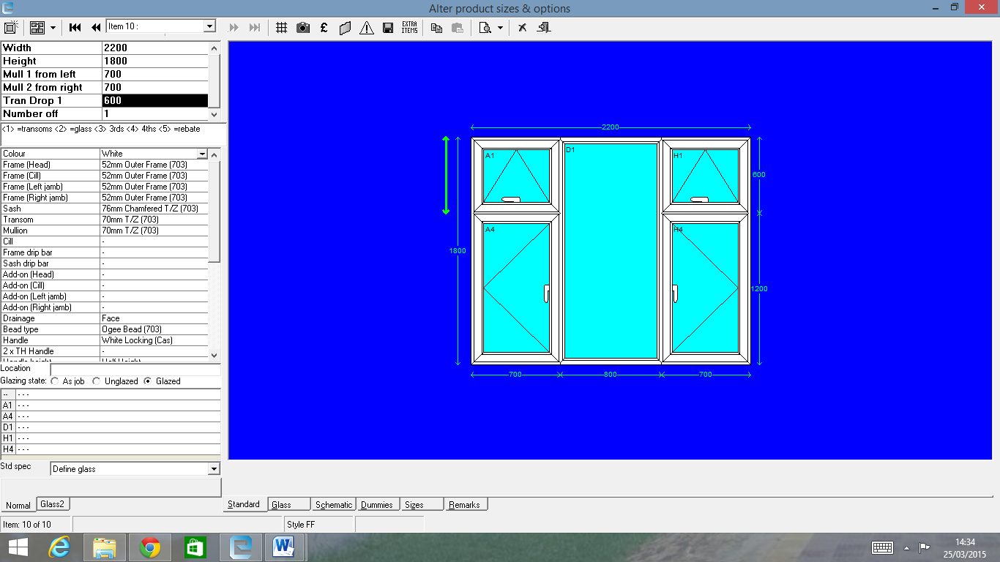 Alter product sizes & options
Item 10 :
£
EXTRA ITEMS
Width 2200
Height 1800
Mull 1 from left 700
Mull 2 from right 700
Tran Drop 1 600
Number off 1
<1> =transoms <2> =glass <3> 3rds <4> 4ths <5> =rebate
Colour White
Frame (Head) 52mm Outer Frame (703)
Frame (Cill) 52mm Outer Frame (703)
Frame (Left jamb) 52mm Outer Frame (703)
Frame (Right jamb) 52mm Outer Frame (703)
Sash 76mm Chamfered T/Z (703)
Transom 70mm T/Z (703)
Mullion 70mm T/Z (703)
Cill -
Frame drip bar -
Sash drip bar -
Add-on (Head) -
Add-on (Cill) -
Add-on (Left jamb) -
Add-on (Right jamb) -
Drainage Face
Bead type Ogee Bead (703)
Handle White Locking (Cas)
2 x TH Handle -
Handle height Half Height
Location
Glazing state: As job Unglazed Glazed
-- - - -
A1 - - -
A4 - - -
D1 - - -
H1 - - -
H4 - - -
Std spec Define glass
Normal Glass2
2200
A1 D1 H1
600
A4 H4
1800
1200
700 800 700
Standard Glass Schematic Dummies Sizes Remarks
Item: 10 of 10 Style FF
14:34
25/03/2015